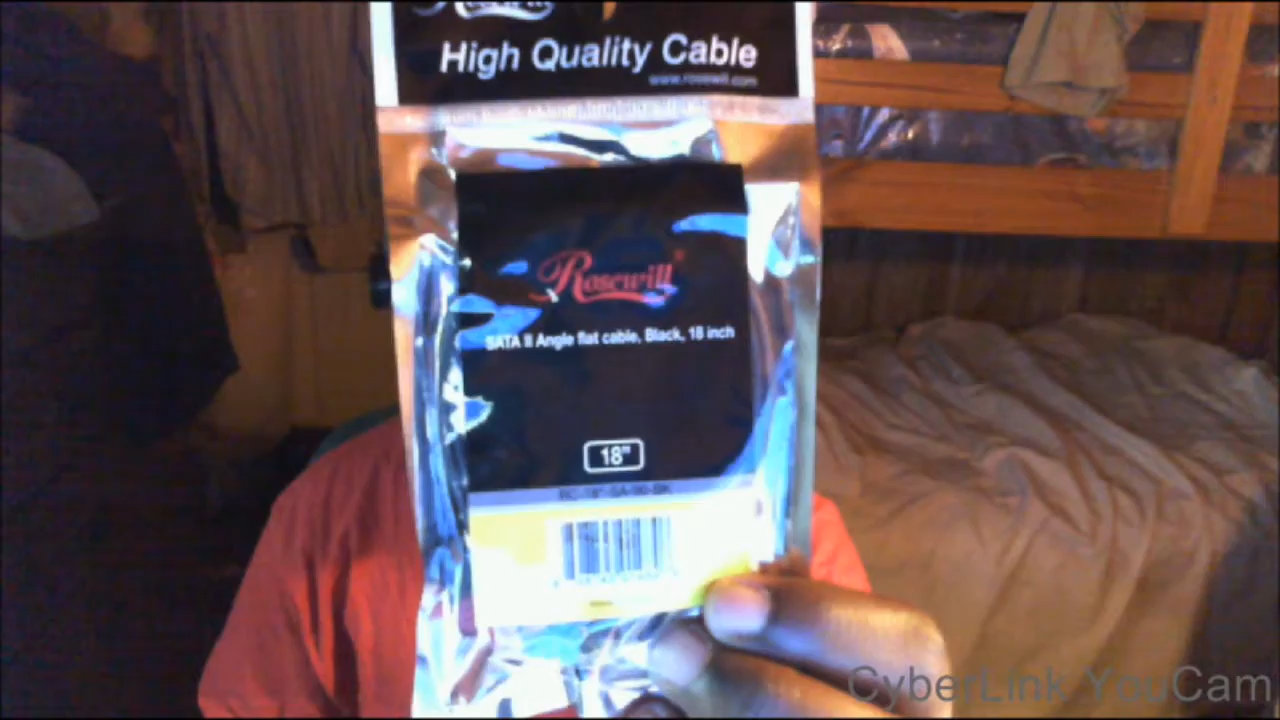 High Quality Cable
www.rosewill.com
Rosewill®
SATA II Angle flat cable, Black, 18 inch
18"
CyberLink YouCam